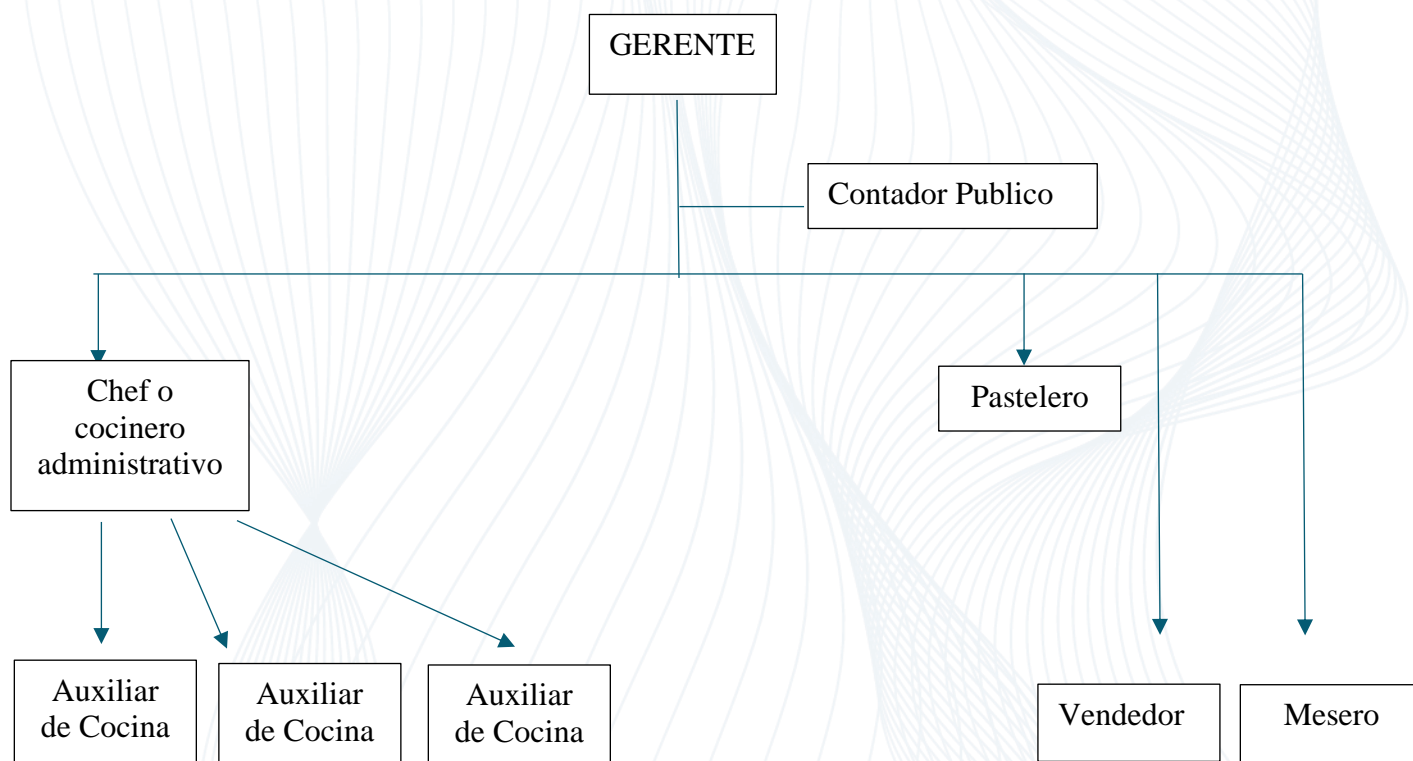 GERENTE
Contador Publico
Chef o
cocinero
administrativo
Pastelero
Auxiliar
de Cocina
Auxiliar
de Cocina
Auxiliar
de Cocina
Vendedor
Mesero